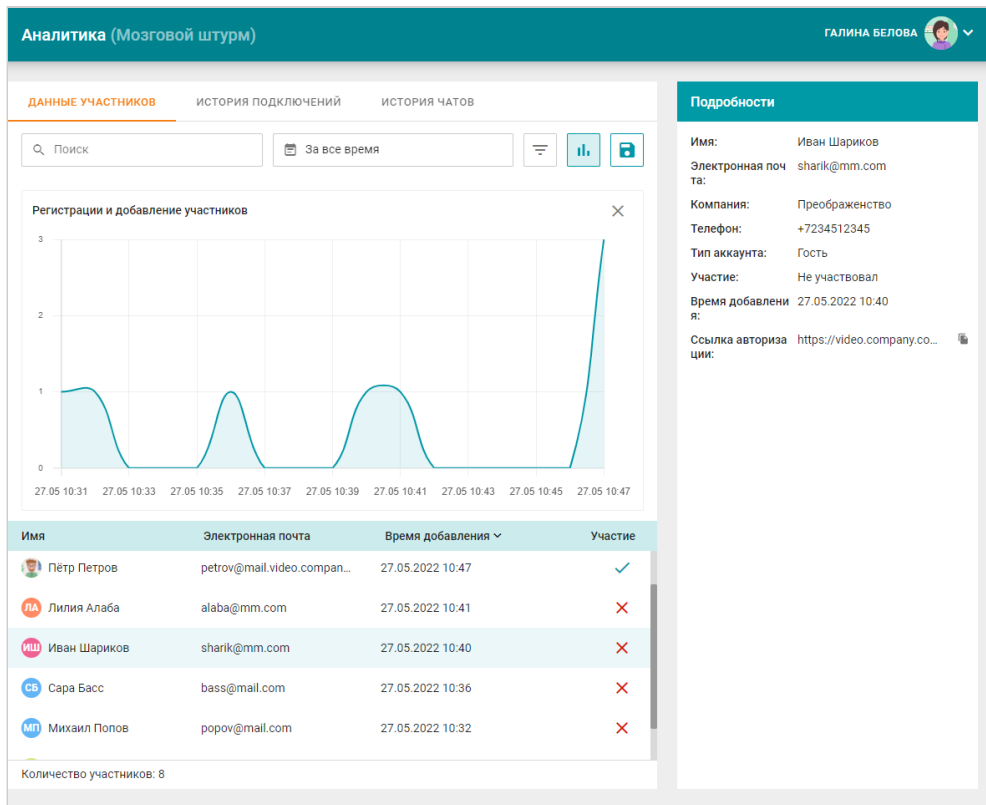 Аналитика (Мозговой штурм)
ГАЛИНА БЕЛОВА
ДАННЫЕ УЧАСТНИКОВ
ИСТОРИЯ ПОДКЛЮЧЕНИЙ
ИСТОРИЯ ЧАТОВ
Поиск
За все время
Регистрации и добавление участников
3
2
1
0
27.05 10:31 27.05 10:33 27.05 10:35 27.05 10:37 27.05 10:39 27.05 10:41 27.05 10:43 27.05 10:45 27.05 10:47
Имя Электронная почта Время добавления Участие
Пётр Петров petrov@mail.video.compan... 27.05.2022 10:47
ЛА Лилия Алаба alaba@mm.com 27.05.2022 10:41
ИШ Иван Шариков sharik@mm.com 27.05.2022 10:40
СБ Сара Басс bass@mail.com 27.05.2022 10:36
МП Михаил Попов popov@mail.com 27.05.2022 10:32
Количество участников: 8
Подробности
Имя: Иван Шариков
Электронная поч sharik@mm.com
та:
Компания: Преображенство
Телефон: +7234512345
Тип аккаунта: Гость
Участие: Не участвовал
Время добавлени 27.05.2022 10:40
я:
Ссылка авториза https://video.company.co...
ции: